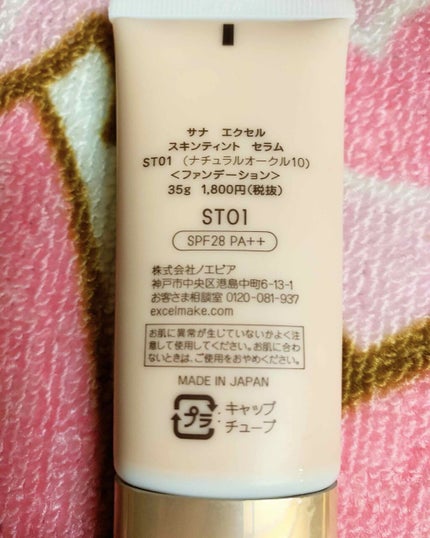 サナ エクセル
スキンティント セラム
ST01 (ナチュラルオークル10)
<ファンデーション>
35g 1,800円(税抜)
ST01
SPF28 PA++
株式会社ノエビア
神戸市中央区港島中町6-13-1
お客さま相談室 0120-081-937
excelmake.com
お肌に異常が生じていないかよく注
意して使用してください。お肌に合わ
ないときは、ご使用をおやめください。
MADE IN JAPAN
プラ :キャップ
チューブ